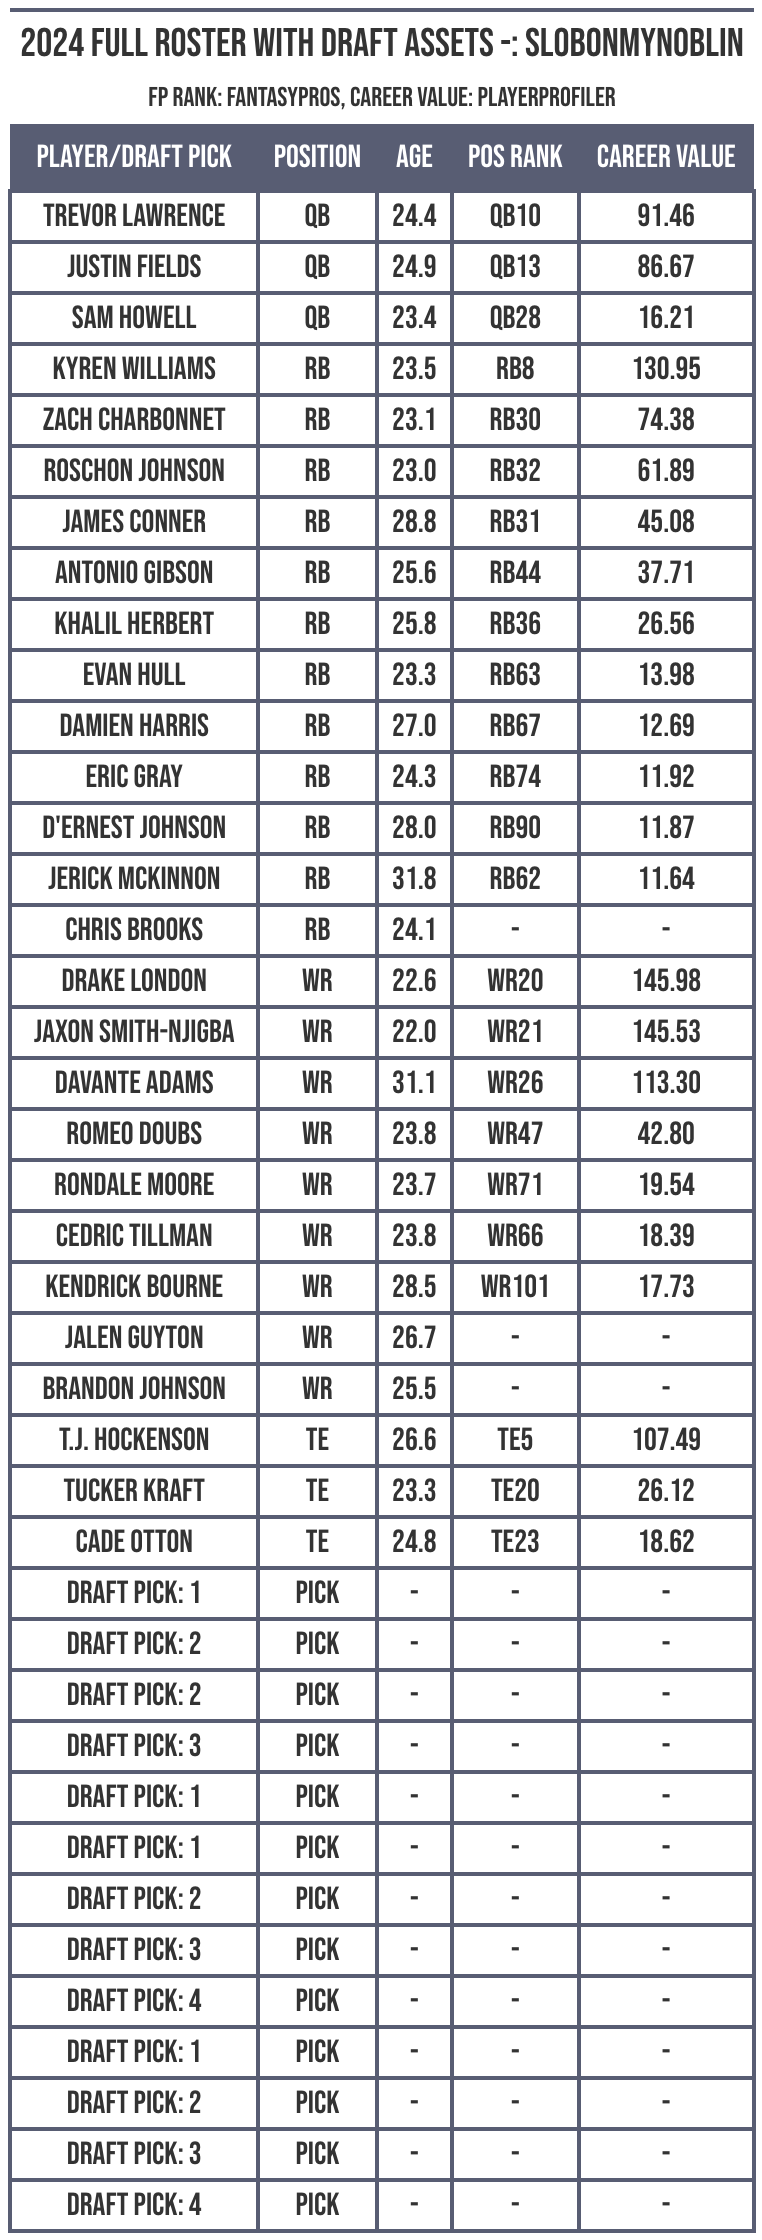 2024 FULL ROSTER WITH DRAFT ASSETS -: SLOBONMYNOBLIN
FP RANK: FANTASYPROS, CAREER VALUE: PLAYERPROFILER
PLAYER/DRAFT PICK POSITION AGE POS RANK CAREER VALUE
TREVOR LAWRENCE QB 24.4 QB10 91.46
JUSTIN FIELDS QB 24.9 QB13 86.67
SAM HOWELL QB 23.4 QB28 16.21
KYREN WILLIAMS RB 23.5 RB8 130.95
ZACH CHARBONNET RB 23.1 RB30 74.38
ROSCHON JOHNSON RB 23.0 RB32 61.89
JAMES CONNER RB 28.8 RB31 45.08
ANTONIO GIBSON RB 25.6 RB44 37.71
KHALIL HERBERT RB 25.8 RB36 26.56
EVAN HULL RB 23.3 RB63 13.98
DAMIEN HARRIS RB 27.0 RB67 12.69
ERIC GRAY RB 24.3 RB74 11.92
D'ERNEST JOHNSON RB 28.0 RB90 11.87
JERICK MCKINNON RB 31.8 RB62 11.64
CHRIS BROOKS RB 24.1 - -
DRAKE LONDON WR 22.6 WR20 145.98
JAXON SMITH-NJIGBA WR 22.0 WR21 145.53
DAVANTE ADAMS WR 31.1 WR26 113.30
ROMEO DOUBS WR 23.8 WR47 42.80
RONDALE MOORE WR 23.7 WR71 19.54
CEDRIC TILLMAN WR 23.8 WR66 18.39
KENDRICK BOURNE WR 28.5 WR101 17.73
JALEN GUYTON WR 26.7 - -
BRANDON JOHNSON WR 25.5 - -
T.J. HOCKENSON TE 26.6 TE5 107.49
TUCKER KRAFT TE 23.3 TE20 26.12
CADE OTTON TE 24.8 TE23 18.62
DRAFT PICK: 1 PICK - - -
DRAFT PICK: 2 PICK - - -
DRAFT PICK: 2 PICK - - -
DRAFT PICK: 3 PICK - - -
DRAFT PICK: 1 PICK - - -
DRAFT PICK: 1 PICK - - -
DRAFT PICK: 2 PICK - - -
DRAFT PICK: 3 PICK - - -
DRAFT PICK: 4 PICK - - -
DRAFT PICK: 1 PICK - - -
DRAFT PICK: 2 PICK - - -
DRAFT PICK: 3 PICK - - -
DRAFT PICK: 4 PICK - - -